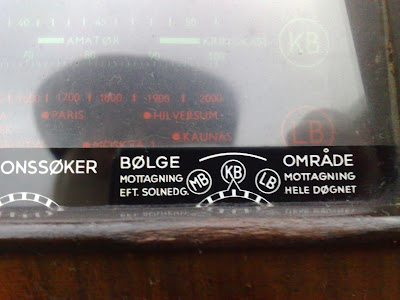 AMATØR
KB
1500 1700 1800 1900 2000
PARIS HILVERSUM
KAUNAS
LB
ONSSØKER BØLGE MB KB LB OMRÅDE
MOTTAGNING MOTTAGNING
EFT. SOLNEDG. HELE DØGNET